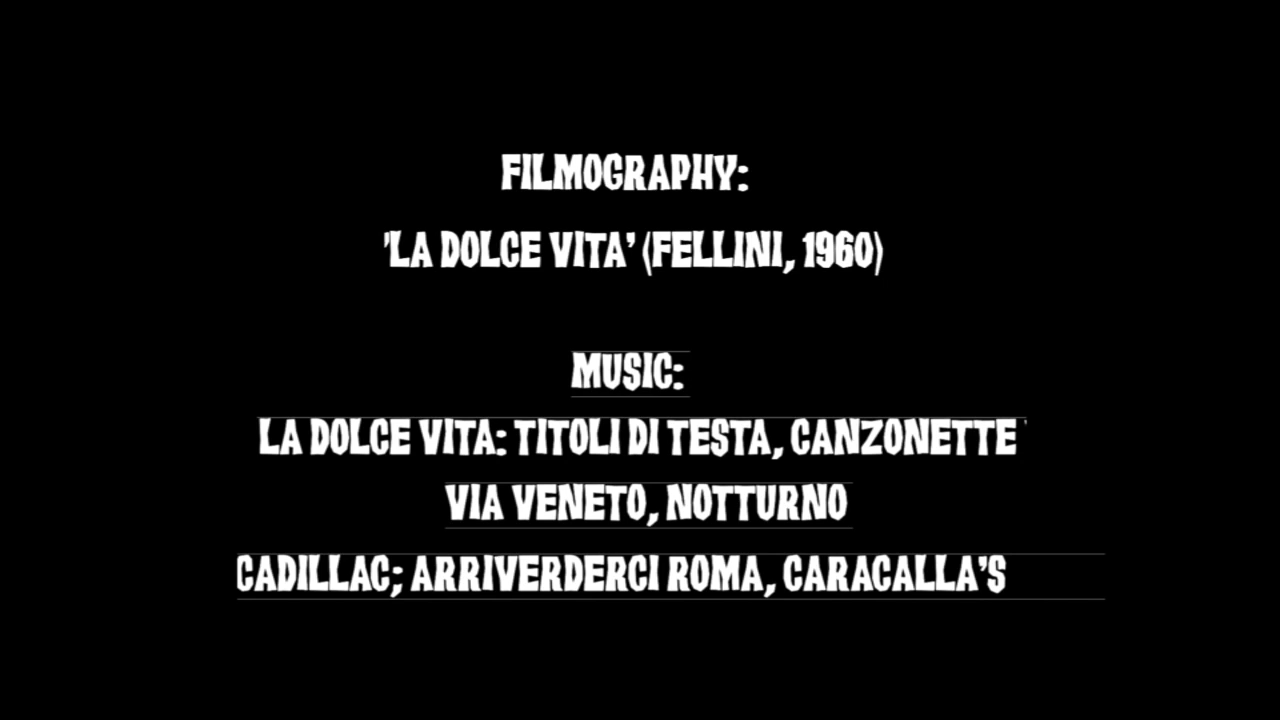 FILMOGRAPHY:
'LA DOLCE VITA' (FELLINI, 1960)
MUSIC:
LA DOLCE VITA: TITOLI DI TESTA, CANZONETTE '
VIA VENETO, NOTTURNO
CADILLAC; ARRIVERDERCI ROMA, CARACALLA'S